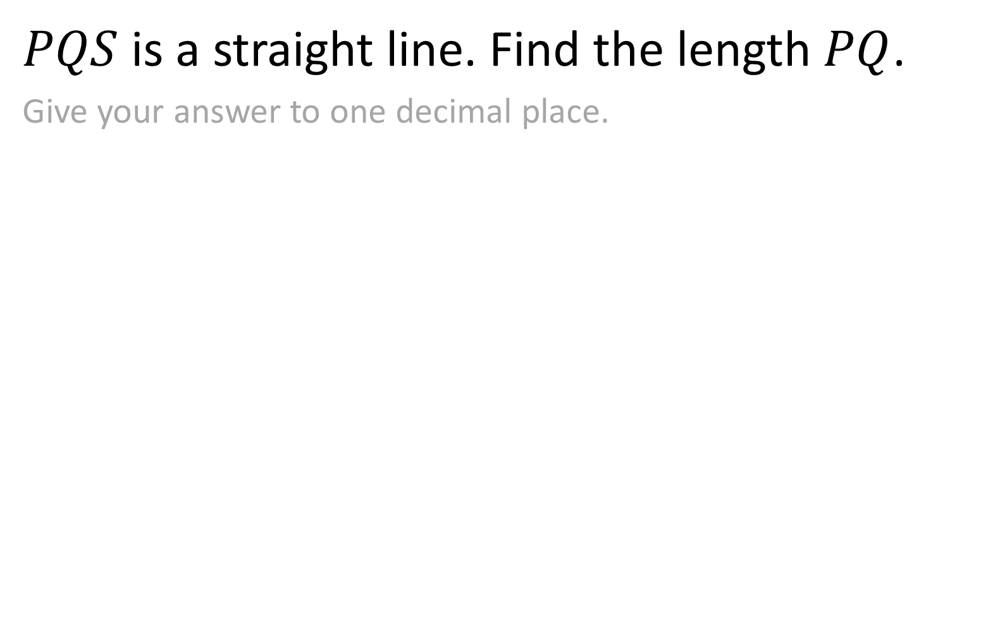 PQS is a straight line. Find the length PQ.
Give your answer to one decimal place.